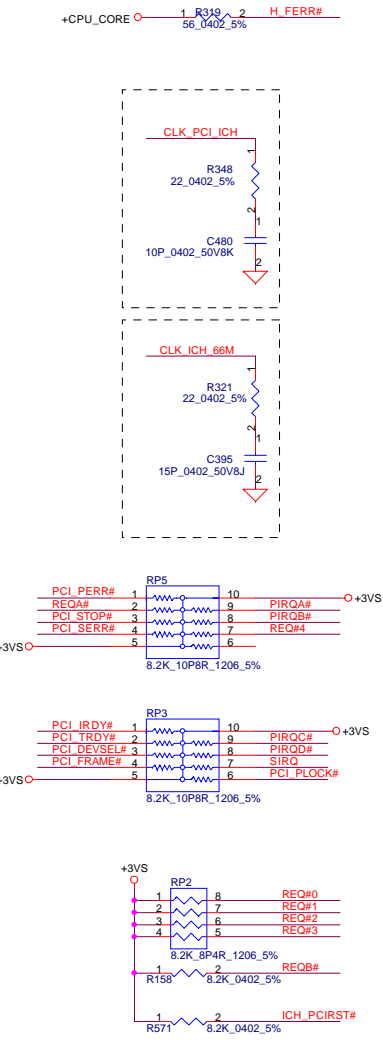 +CPU_CORE 1 R319 2 H_FERR#
56_0402_5%
CLK_PCI_ICH
1
R348
22_0402_5%
2
1
C480
10P_0402_50V8K
2
CLK_ICH_66M
1
R321
22_0402_5%
2
1
C395
15P_0402_50V8J
2
RP5
PCI_PERR# 1 10 +3VS
REQA# 2 9 PIRQA#
PCI_STOP# 3 8 PIRQB#
PCI_SERR# 4 7 REQ#4
+3VS 5 6
8.2K_10P8R_1206_5%
RP3
PCI_IRDY# 1 10 +3VS
PCI_TRDY# 2 9 PIRQC#
PCI_DEVSEL# 3 8 PIRQD#
PCI_FRAME# 4 7 SIRQ
+3VS 5 6 PCI_PLOCK#
8.2K_10P8R_1206_5%
+3VS
RP2
1 8 REQ#0
2 7 REQ#1
3 6 REQ#2
4 5 REQ#3
8.2K_8P4R_1206_5%
1 2 REQB#
R158 8.2K_0402_5%
1 2 ICH_PCIRST#
R571 8.2K_0402_5%